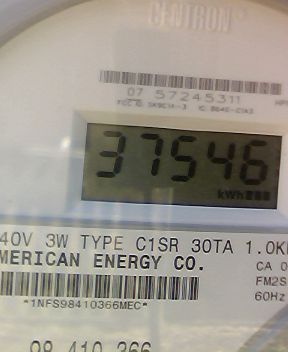 CENTRON
07 57245311
37546
kWh
40V 3W TYPE C1SR 30TA 1.0K
MERICAN ENERGY CO.
CA 0
FM2S
60Hz
*1NFS98410366MEC*
98 410 366